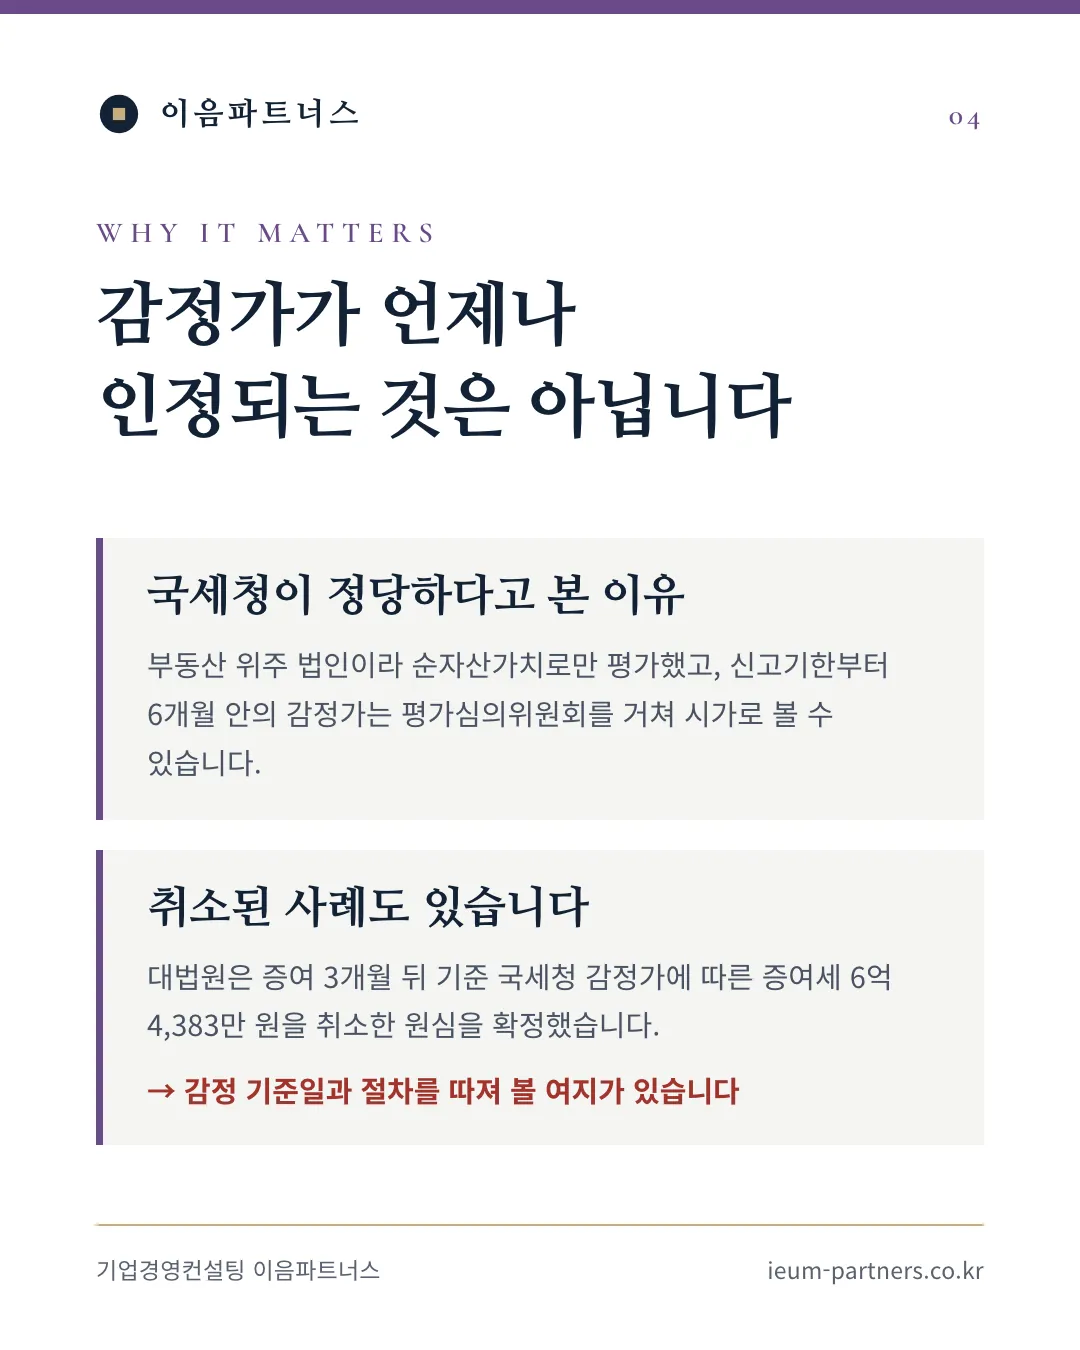 이음파트너스
04
WHY IT MATTERS
감정가가 언제나
인정되는 것은 아닙니다
국세청이 정당하다고 본 이유
부동산 위주 법인이라 순자산가치로만 평가했고, 신고기한부터
6개월 안의 감정가는 평가심의위원회를 거쳐 시가로 볼 수
있습니다.
취소된 사례도 있습니다
대법원은 증여 3개월 뒤 기준 국세청 감정가에 따른 증여세 6억
4,383만 원을 취소한 원심을 확정했습니다.
→ 감정 기준일과 절차를 따져 볼 여지가 있습니다
기업경영컨설팅 이음파트너스
ieum-partners.co.kr